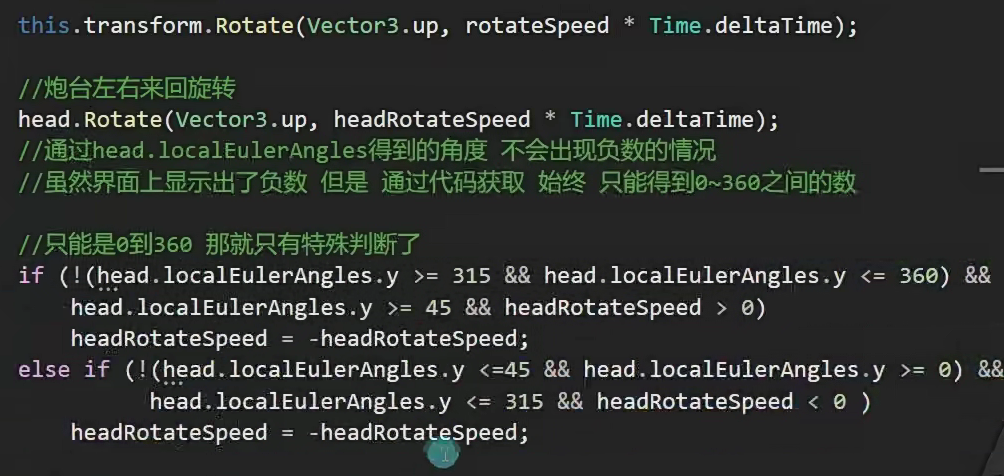 this.transform.Rotate(Vector3.up, rotateSpeed * Time.deltaTime);
//炮台左右来回旋转
head.Rotate(Vector3.up, headRotateSpeed * Time.deltaTime);
//通过head.localEulerAngles得到的角度 不会出现负数的情况
//虽然界面上显示出了负数 但是 通过代码获取 始终 只能得到0~360之间的数
//只能是0到360 那就只有特殊判断了
if (!(head.localEulerAngles.y >= 315 && head.localEulerAngles.y <= 360) &&
head.localEulerAngles.y >= 45 && headRotateSpeed > 0)
headRotateSpeed = -headRotateSpeed;
else if (!(head.localEulerAngles.y <=45 && head.localEulerAngles.y >= 0) &&
head.localEulerAngles.y <= 315 && headRotateSpeed < 0 )
headRotateSpeed = -headRotateSpeed;